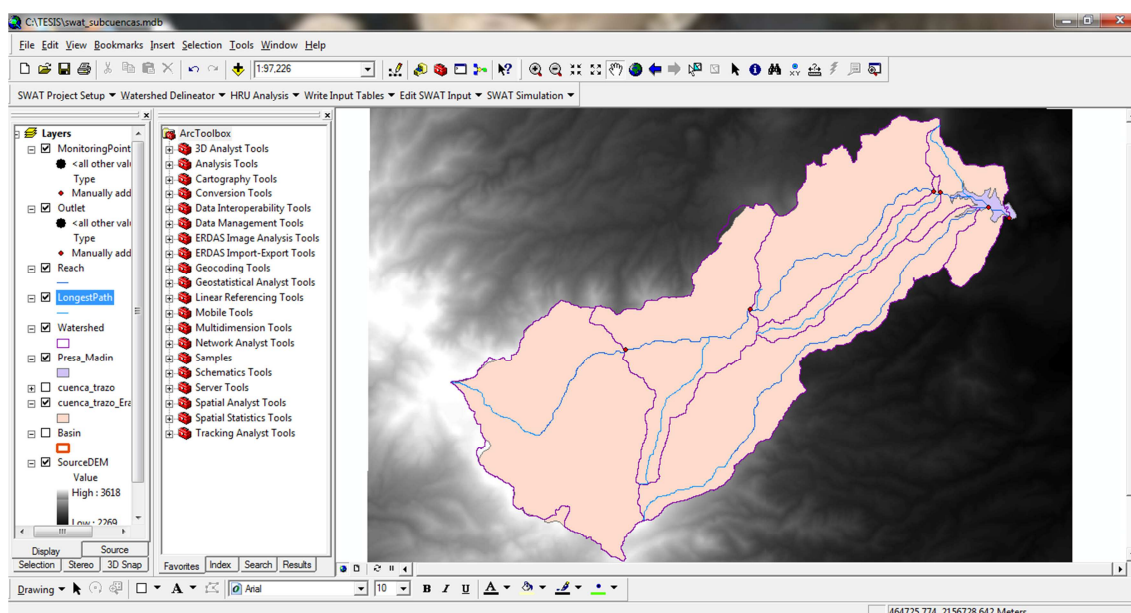 C:\TESIS\swat_subcuencas.mdb
File Edit View Bookmarks Insert Selection Tools Window Help
1:97,226
SWAT Project Setup Watershed Delineator HRU Analysis Write Input Tables Edit SWAT Input SWAT Simulation
Layers
MonitoringPoint
<all other val
Type
Manually add
Outlet
<all other val
Type
Manually add
Reach
LongestPath
Watershed
Presa_Madin
cuenca_trazo
cuenca_trazo_Era
Basin
SourceDEM
Value
High : 3618
Low : 2269
Display Source
Selection Stereo 3D Snap
ArcToolbox
3D Analyst Tools
Analysis Tools
Cartography Tools
Conversion Tools
Data Interoperability Tools
Data Management Tools
ERDAS Image Analysis Tools
ERDAS Import-Export Tools
Geocoding Tools
Geostatistical Analyst Tools
Linear Referencing Tools
Mobile Tools
Multidimension Tools
Network Analyst Tools
Samples
Schematics Tools
Server Tools
Spatial Analyst Tools
Spatial Statistics Tools
Tracking Analyst Tools
Favorites Index Search Results
Drawing A Arial 10 B I U A
464725.774 2156728.642 Meters